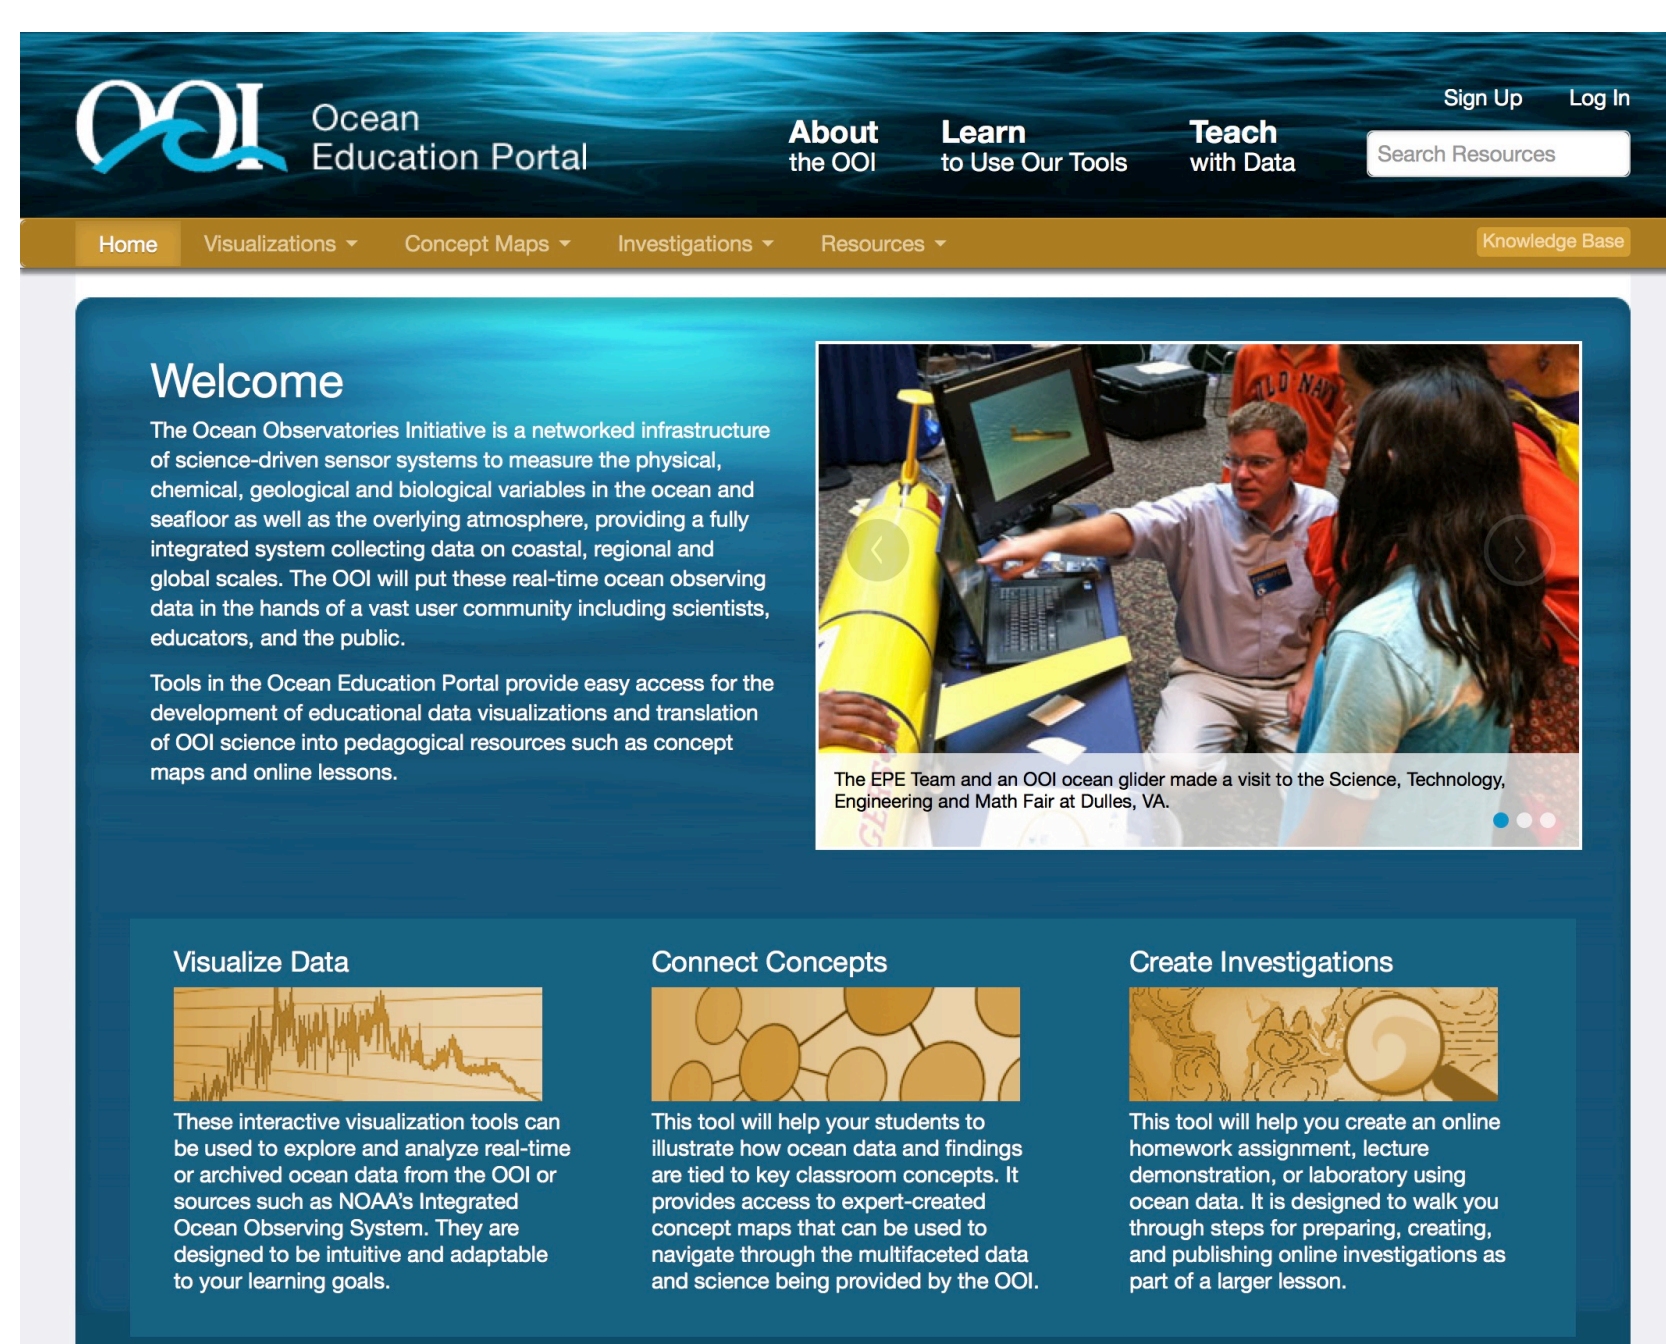 OOI
Ocean
Education Portal
About
the OOI
Learn
to Use Our Tools
Teach
with Data
Sign Up
Log In
Search Resources
Home
Visualizations
Concept Maps
Investigations
Resources
Knowledge Base
Welcome
The Ocean Observatories Initiative is a networked infrastructure
of science-driven sensor systems to measure the physical,
chemical, geological and biological variables in the ocean and
seafloor as well as the overlying atmosphere, providing a fully
integrated system collecting data on coastal, regional and
global scales. The OOI will put these real-time ocean observing
data in the hands of a vast user community including scientists,
educators, and the public.
Tools in the Ocean Education Portal provide easy access for the
development of educational data visualizations and translation
of OOI science into pedagogical resources such as concept
maps and online lessons.
OLD NAVY
The EPE Team and an OOI ocean glider made a visit to the Science, Technology,
Engineering and Math Fair at Dulles, VA.
Visualize Data
These interactive visualization tools can
be used to explore and analyze real-time
or archived ocean data from the OOI or
sources such as NOAA's Integrated
Ocean Observing System. They are
designed to be intuitive and adaptable
to your learning goals.
Connect Concepts
This tool will help your students to
illustrate how ocean data and findings
are tied to key classroom concepts. It
provides access to expert-created
concept maps that can be used to
navigate through the multifaceted data
and science being provided by the OOI.
Create Investigations
This tool will help you create an online
homework assignment, lecture
demonstration, or laboratory using
ocean data. It is designed to walk you
through steps for preparing, creating,
and publishing online investigations as
part of a larger lesson.